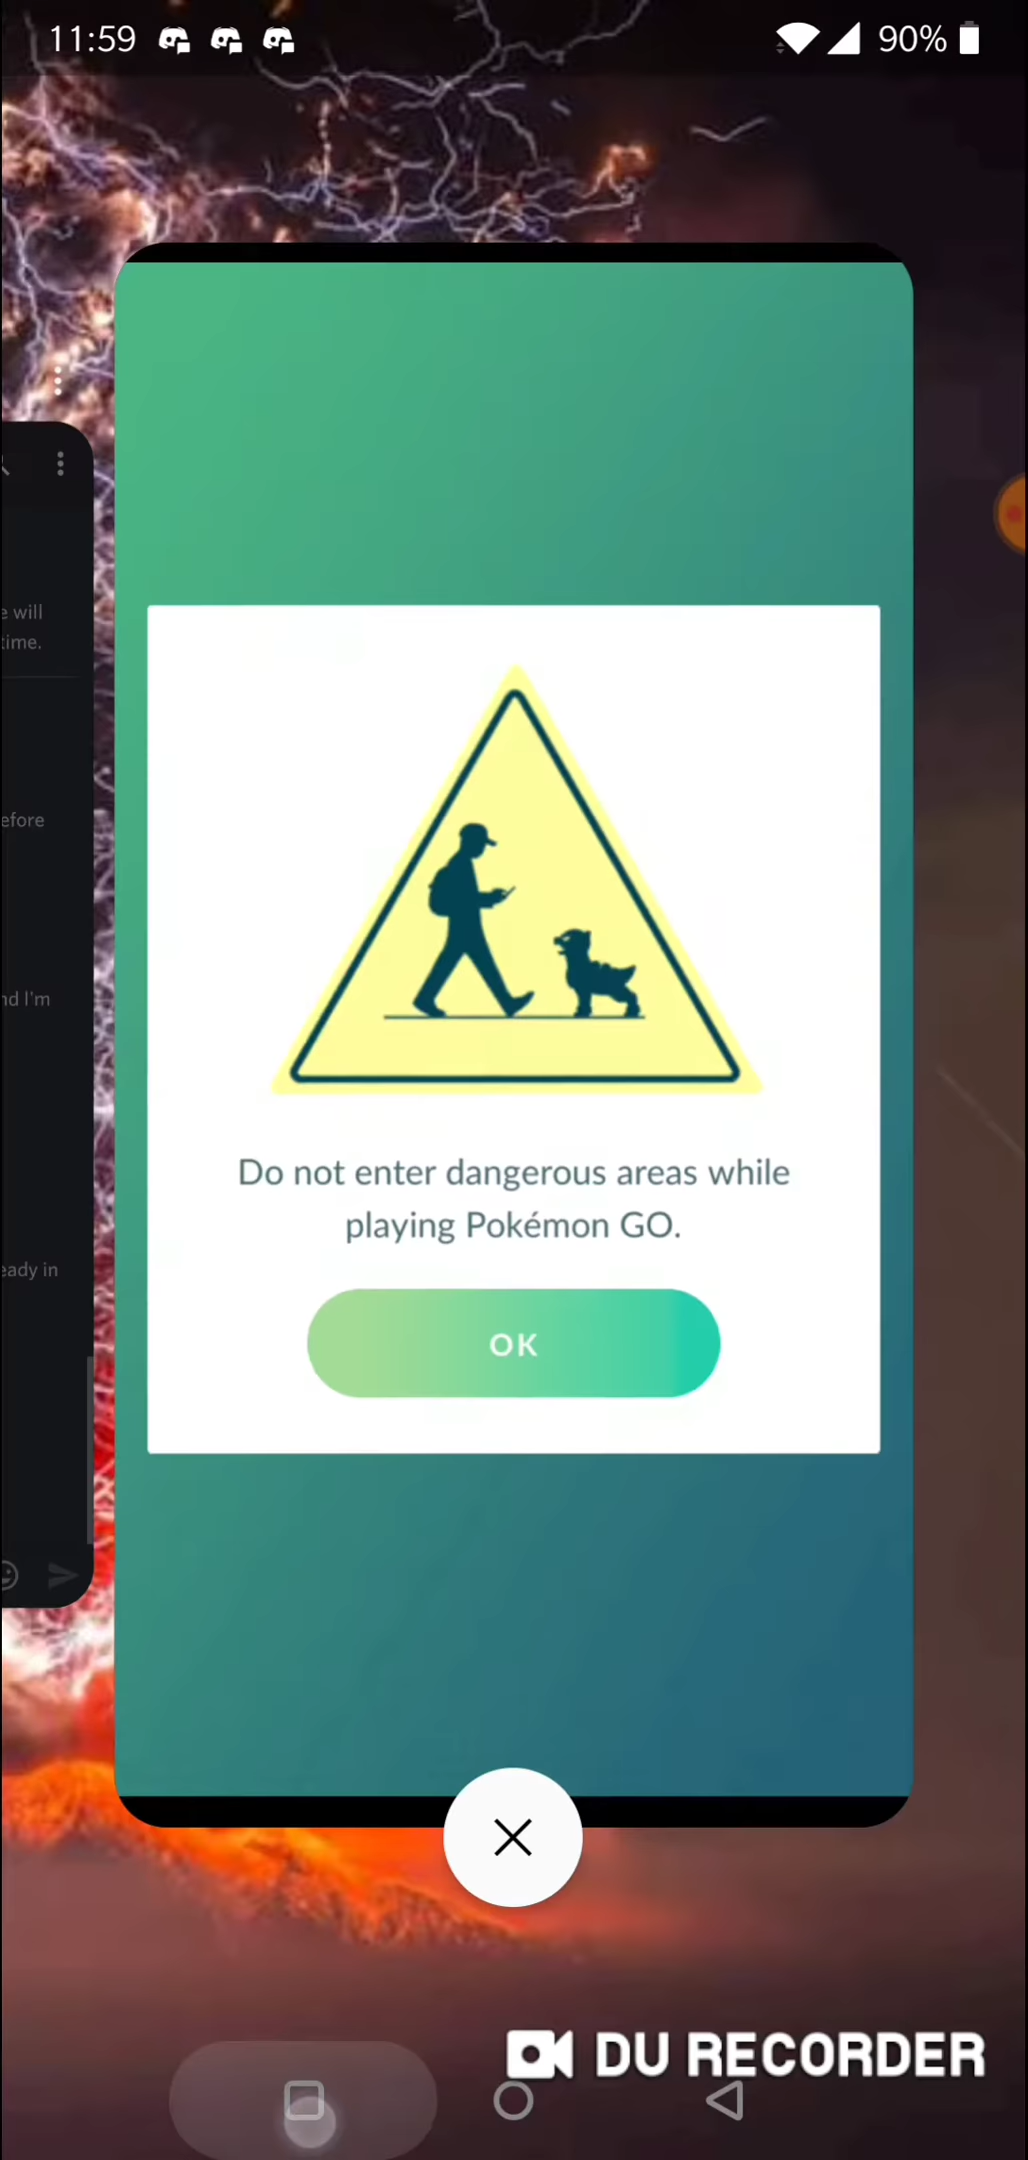 11:59
90%
e will
time.
efore
nd I'm
eady in
Do not enter dangerous areas while
playing Pokémon GO.
OK
DU RECORDER